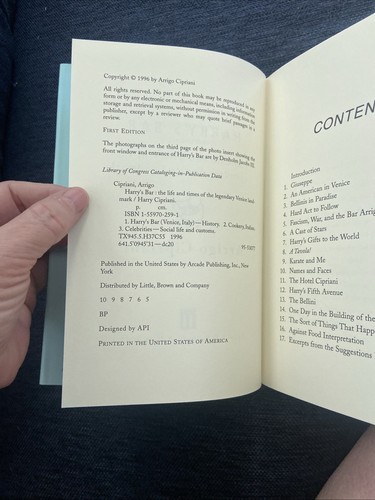 Copyright © 1996 by Arrigo Cipriani
All rights reserved. No part of this book may be reproduced in any
form or by any electronic or mechanical means, including information
storage and retrieval systems, without permission in writing from the
publisher, except by a reviewer who may quote brief passages in a
review.
FIRST EDITION
The photographs on the third page of the photo insert showing the
front window and entrance of Harry's Bar are by Denholm Jacobs III.
Library of Congress Cataloging-in-Publication Data
Cipriani, Arrigo
Harry's Bar : the life and times of the legendary Venice land-
mark / Harry Cipriani.
p. cm.
ISBN 1-55970-259-1
1. Harry's Bar (Venice, Italy)—History. 2. Cookery, Italian.
3. Celebrities—Social life and customs.
TX945.5.H37C55 1996
641.5'0945'31—dc20
Published in the United States by Arcade Publishing, Inc., New
York
Distributed by Little, Brown and Company
10 9 8 7 6 5
BP
Designed by API
PRINTED IN THE UNITED STATES OF AMERICA
CONTEN
Introduction
1. Giuseppe
2. An American in Venice
3. Bellinis in Paradise
4. Hard Act to Follow
5. Fascism, War, and the Bar Arrigo
6. A Cast of Stars
7. Harry's Gifts to the World
8. A Tavola!
9. Karate and Me
10. Names and Faces
11. The Hotel Cipriani
12. Harry's Fifth Avenue
13. The Bellini
14. One Day in the Building of the
15. The Sort of Things That Happ
16. Against Food Interpretation
17. Excerpts from the Suggestions